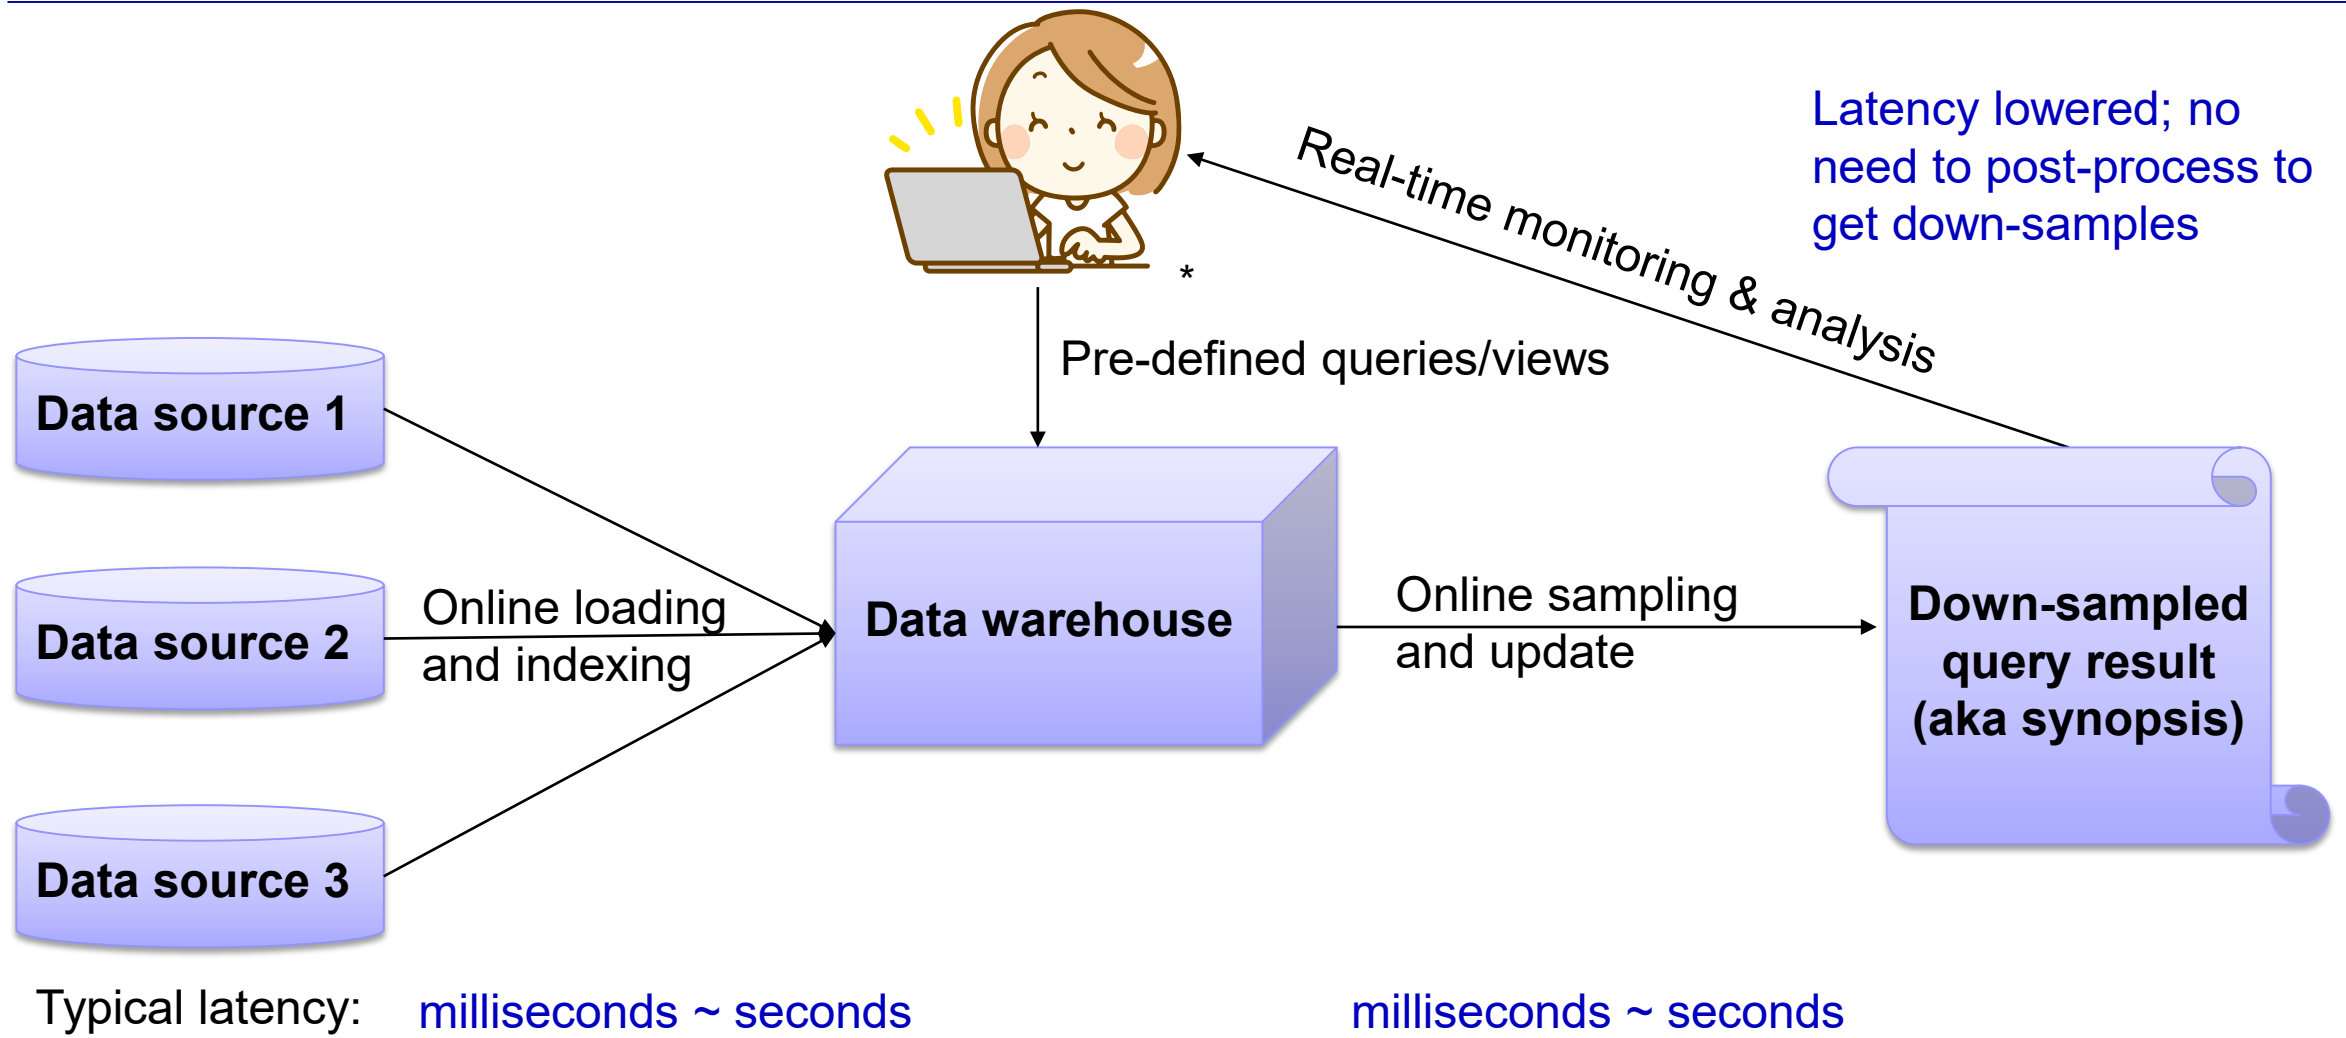 Latency lowered; no
need to post-process to
get down-samples
Real-time monitoring & analysis
*
Pre-defined queries/views
Data source 1
Data source 2
Data source 3
Online loading
and indexing
Data warehouse
Online sampling
and update
Down-sampled
query result
(aka synopsis)
Typical latency: milliseconds ~ seconds milliseconds ~ seconds